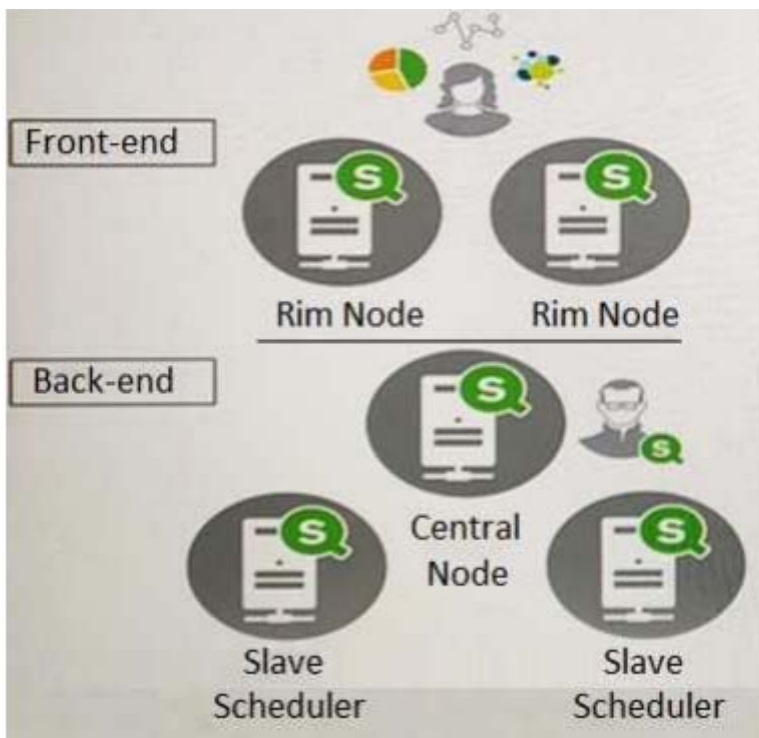 Front-end
S
S
Rim Node
Rim Node
Back-end
S
S
Central
Node
S
S
Slave
Scheduler
Slave
Scheduler